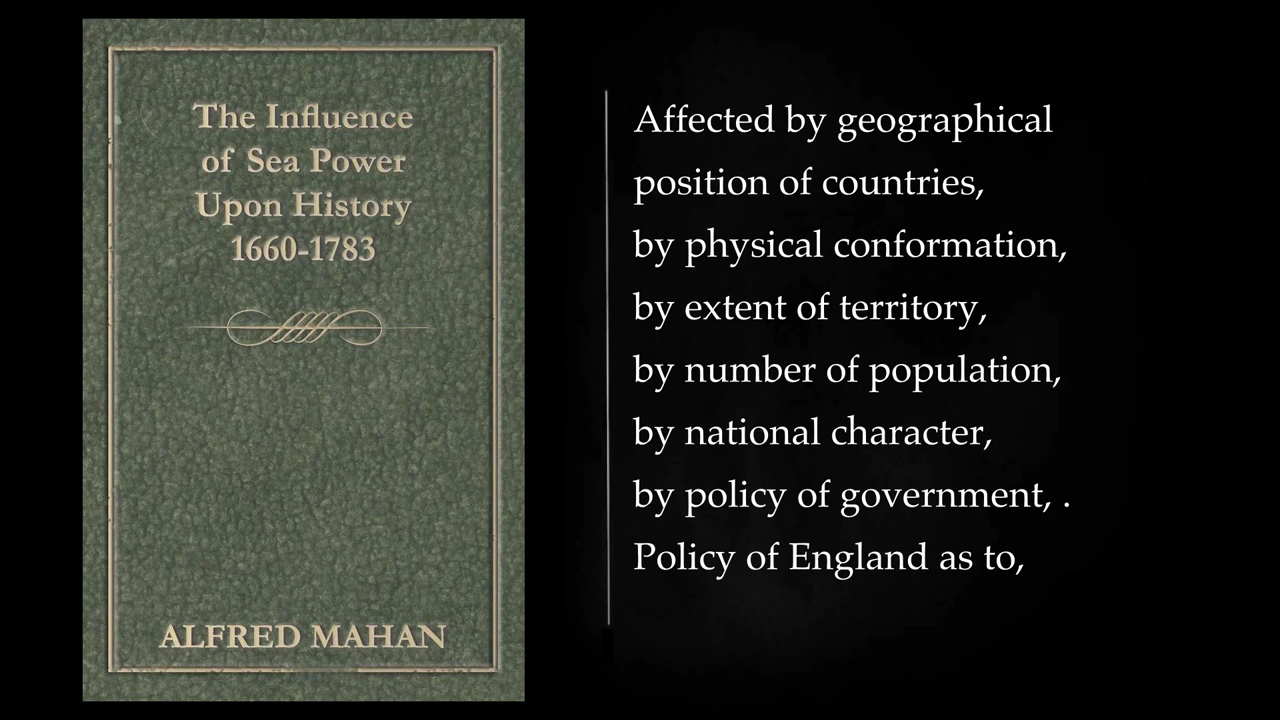 The Influence
of Sea Power
Upon History
1660-1783
ALFRED MAHAN
Affected by geographical
position of countries,
by physical conformation,
by extent of territory,
by number of population,
by national character,
by policy of government, .
Policy of England as to,